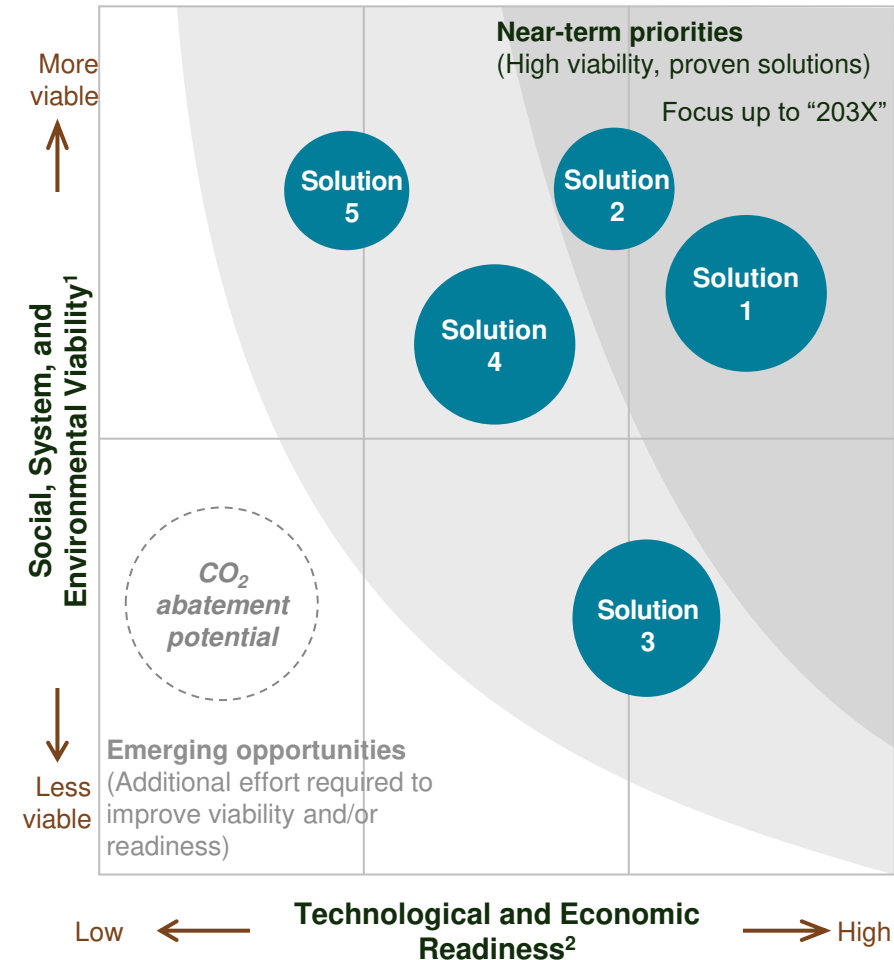 Near-term priorities
(High viability, proven solutions)
Focus up to “203X”
More
viable
Solution
5
Solution
2
Solution
1
Solution
4
Social, System, and
Environmental Viability¹
CO₂
abatement
potential
Solution
3
Emerging opportunities
(Additional effort required to
improve viability and/or
readiness)
Less
viable
Low
Technological and Economic
Readiness²
High